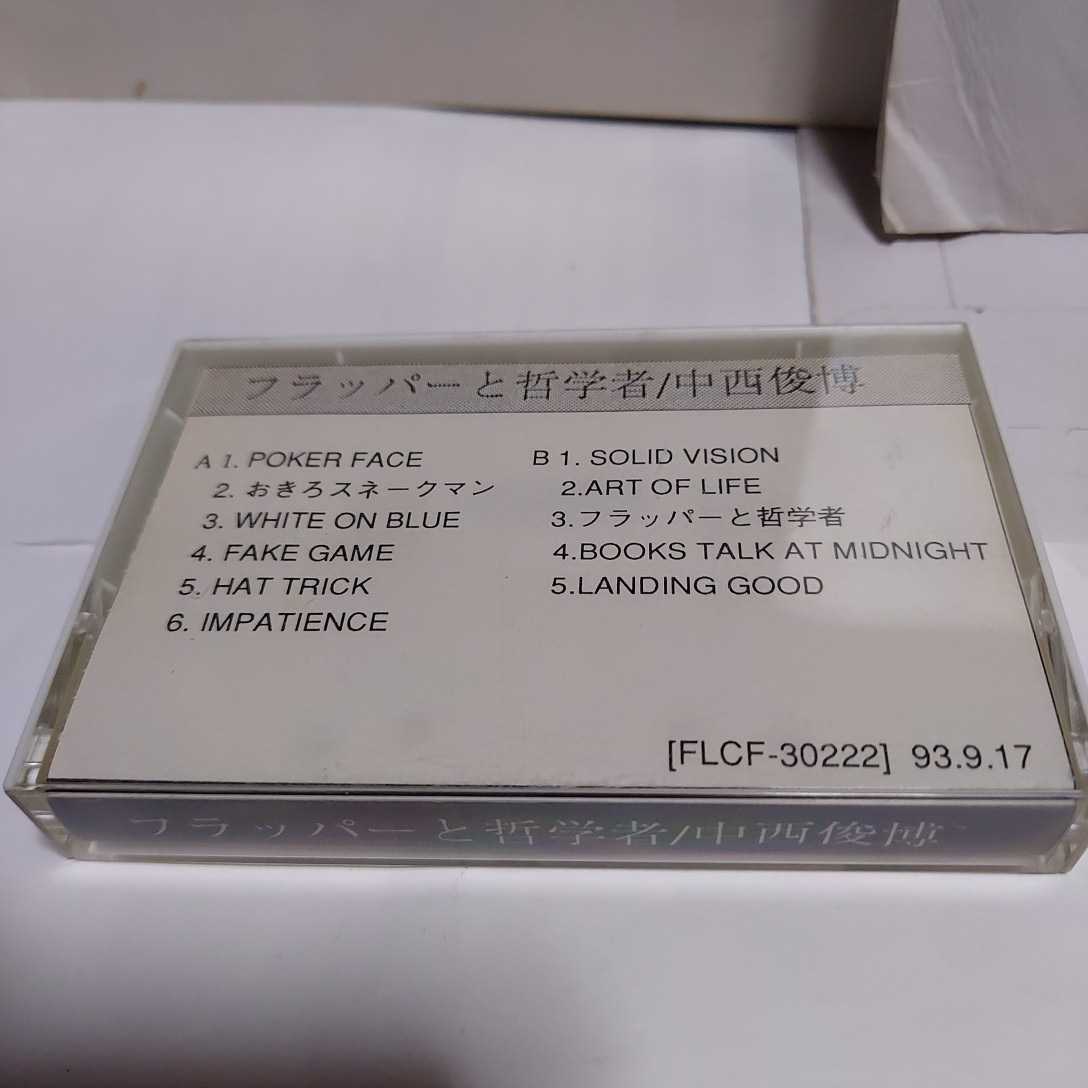 フラッパーと哲学者/中西俊博
A 1. POKER FACE
2. おきろスネークマン
3. WHITE ON BLUE
4. FAKE GAME
5. HAT TRICK
6. IMPATIENCE
B 1. SOLID VISION
2.ART OF LIFE
3.フラッパーと哲学者
4.BOOKS TALK AT MIDNIGHT
5.LANDING GOOD
[FLCF-30222] 93.9.17
フラッパーと哲学者/中西俊博